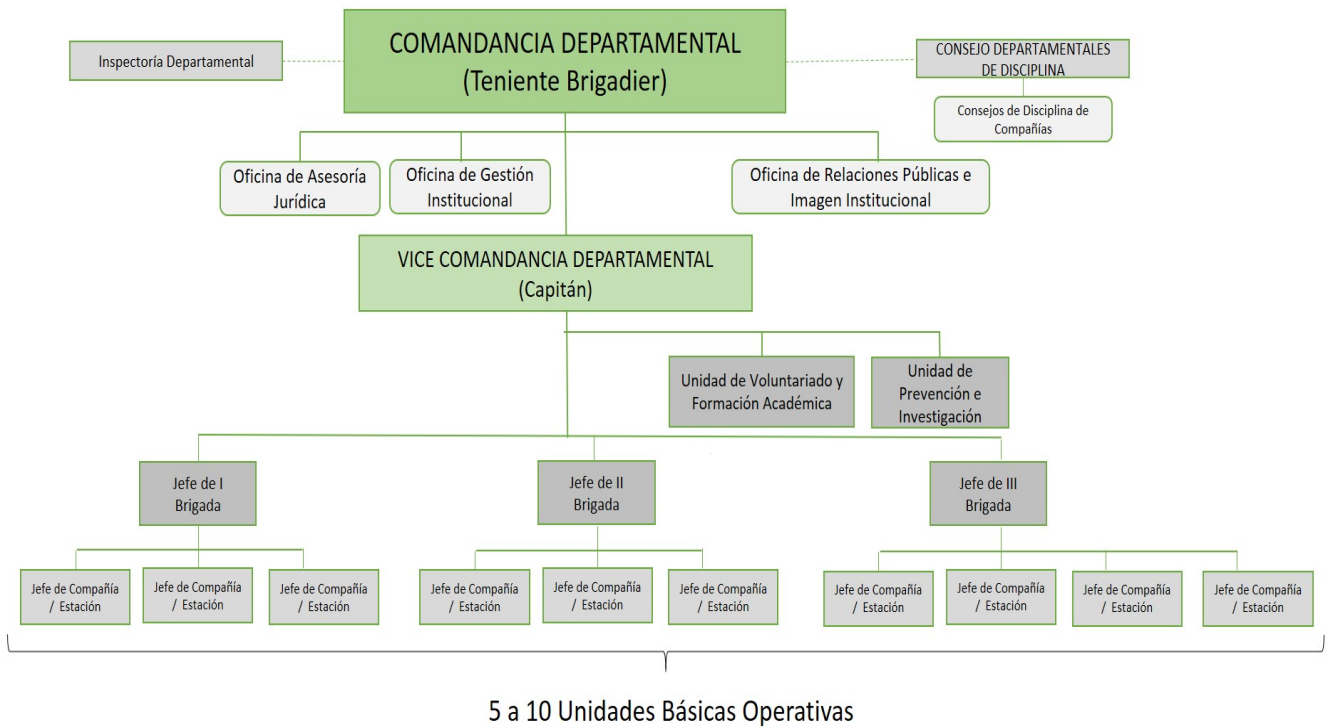 COMANDANCIA DEPARTAMENTAL
(Teniente Brigadier)
Inspectoría Departamental
CONSEJO DEPARTAMENTALES
DE DISCIPLINA
Consejos de Disciplina de
Compañías
Oficina de Asesoría
Jurídica
Oficina de Gestión
Institucional
Oficina de Relaciones Públicas e
Imagen Institucional
VICE COMANDANCIA DEPARTAMENTAL
(Capitán)
Unidad de Voluntariado y
Formación Académica
Unidad de
Prevención e
Investigación
Jefe de I
Brigada
Jefe de II
Brigada
Jefe de III
Brigada
Jefe de Compañía
/ Estación
Jefe de Compañía
/ Estación
Jefe de Compañía
/ Estación
Jefe de Compañía
/ Estación
Jefe de Compañía
/ Estación
Jefe de Compañía
/ Estación
Jefe de Compañía
/ Estación
Jefe de Compañía
/ Estación
Jefe de Compañía
/ Estación
Jefe de Compañía
/ Estación
5 a 10 Unidades Básicas Operativas